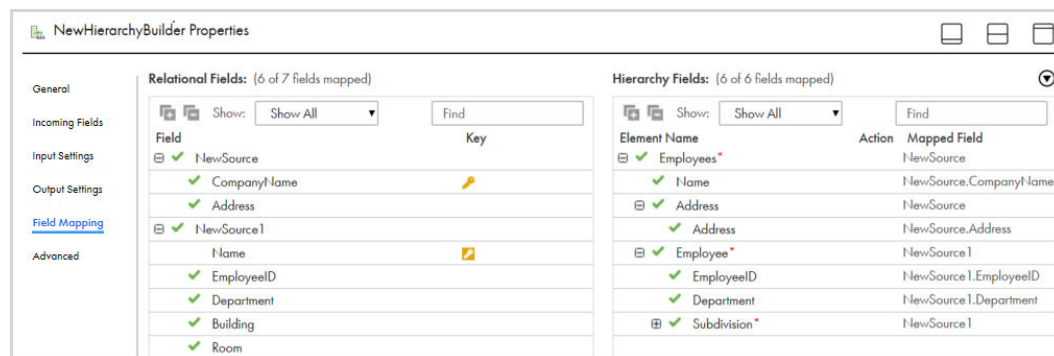 NewHierarchyBuilder Properties
General
Incoming Fields
Input Settings
Output Settings
Field Mapping
Advanced
Relational Fields: (6 of 7 fields mapped)
Show: Show All Find
Field Key
NewSource
CompanyName
Address
NewSource1
Name
EmployeeID
Department
Building
Room
Hierarchy Fields: (6 of 6 fields mapped)
Show: Show All Find
Element Name Action Mapped Field
Employees* NewSource
Name NewSource.CompanyName
Address NewSource
Address NewSource.Address
Employee* NewSource1
EmployeeID NewSource1.EmployeeID
Department NewSource1.Department
Subdivision* NewSource1